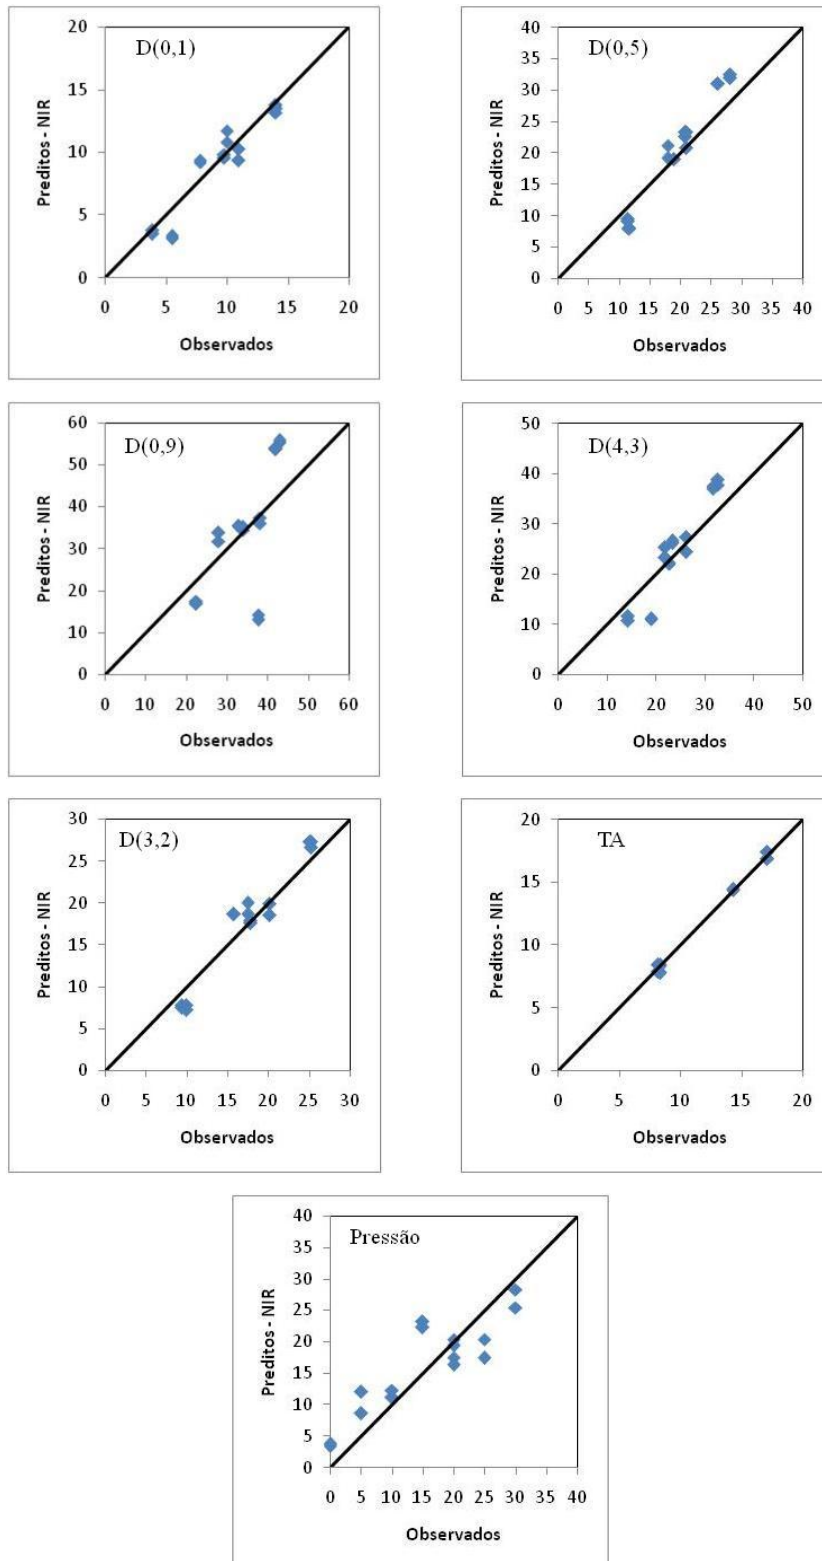 D(0,1)
Preditos - NIR
20
15
10
5
0
0 5 10 15 20
Observados
D(0,5)
Preditos - NIR
40
35
30
25
20
15
10
5
0
0 5 10 15 20 25 30 35 40
Observados
D(0,9)
Preditos - NIR
60
50
40
30
20
10
0
0 10 20 30 40 50 60
Observados
D(4,3)
Preditos - NIR
50
40
30
20
10
0
0 10 20 30 40 50
Observados
D(3,2)
Preditos - NIR
30
25
20
15
10
5
0
0 5 10 15 20 25 30
Observados
TA
Preditos - NIR
20
15
10
5
0
0 5 10 15 20
Observados
Pressão
Preditos - NIR
40
35
30
25
20
15
10
5
0
0 5 10 15 20 25 30 35 40
Observados